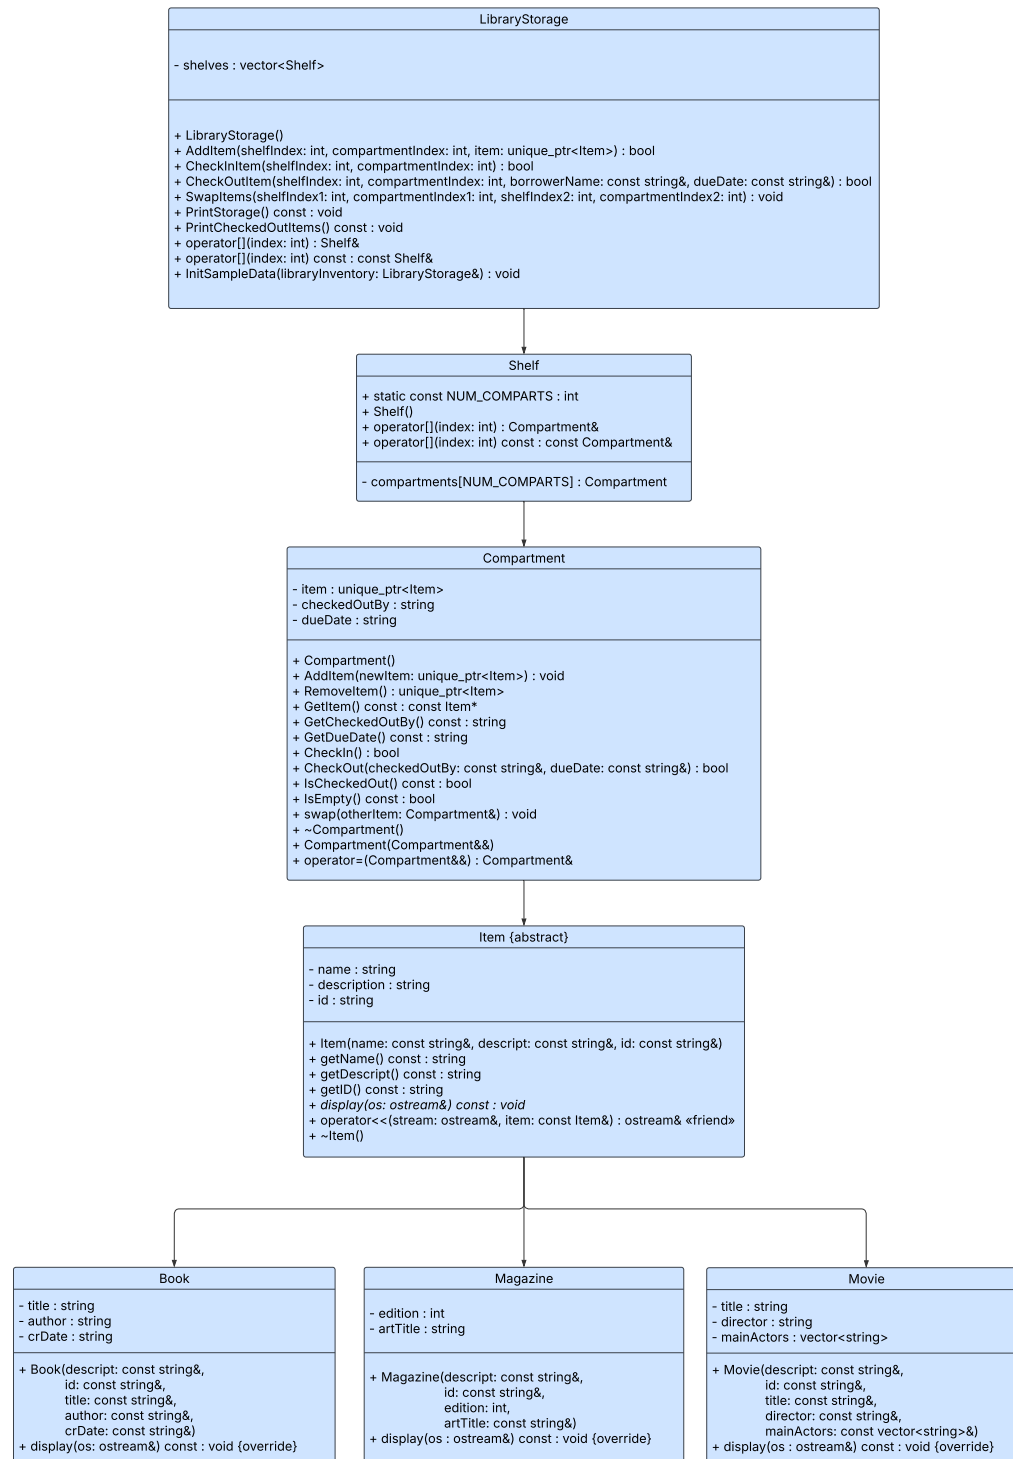 LibraryStorage
- shelves : vector<Shelf>
+ LibraryStorage()
+ AddItem(shelfIndex: int, compartmentIndex: int, item: unique_ptr<Item>) : bool
+ CheckInItem(shelfIndex: int, compartmentIndex: int) : bool
+ CheckOutItem(shelfIndex: int, compartmentIndex: int, borrowerName: const string&, dueDate: const string&) : bool
+ SwapItems(shelfIndex1: int, compartmentIndex1: int, shelfIndex2: int, compartmentIndex2: int) : void
+ PrintStorage() const : void
+ PrintCheckedOutItems() const : void
+ operator[](index: int) : Shelf&
+ operator[](index: int) const : const Shelf&
+ InitSampleData(libraryInventory: LibraryStorage&) : void
Shelf
+ static const NUM_COMPARTS : int
+ Shelf()
+ operator[](index: int) : Compartment&
+ operator[](index: int) const : const Compartment&
- compartments[NUM_COMPARTS] : Compartment
Compartment
- item : unique_ptr<Item>
- checkedOutBy : string
- dueDate : string
+ Compartment()
+ AddItem(newItem: unique_ptr<Item>) : void
+ RemoveItem() : unique_ptr<Item>
+ GetItem() const : const Item*
+ GetCheckedOutBy() const : string
+ GetDueDate() const : string
+ CheckIn() : bool
+ CheckOut(checkedOutBy: const string&, dueDate: const string&) : bool
+ IsCheckedOut() const : bool
+ IsEmpty() const : bool
+ swap(otherItem: Compartment&) : void
+ ~Compartment()
+ Compartment(Compartment&&)
+ operator=(Compartment&&) : Compartment&
Item {abstract}
- name : string
- description : string
- id : string
+ Item(name: const string&, descript: const string&, id: const string&)
+ getName() const : string
+ getDescript() const : string
+ getID() const : string
+ display(os: ostream&) const : void
+ operator<<(stream: ostream&, item: const Item&) : ostream& «friend»
+ ~Item()
Book
- title : string
- author : string
- crDate : string
+ Book(descript: const string&,
id: const string&,
title: const string&,
author: const string&,
crDate: const string&)
+ display(os: ostream&) const : void {override}
Magazine
- edition : int
- artTitle : string
+ Magazine(descript: const string&,
id: const string&,
edition: int,
artTitle: const string&)
+ display(os : ostream&) const : void {override}
Movie
- title : string
- director : string
- mainActors : vector<string>
+ Movie(descript: const string&,
id: const string&,
title: const string&,
director: const string&,
mainActors: const vector<string>&)
+ display(os : ostream&) const : void {override}